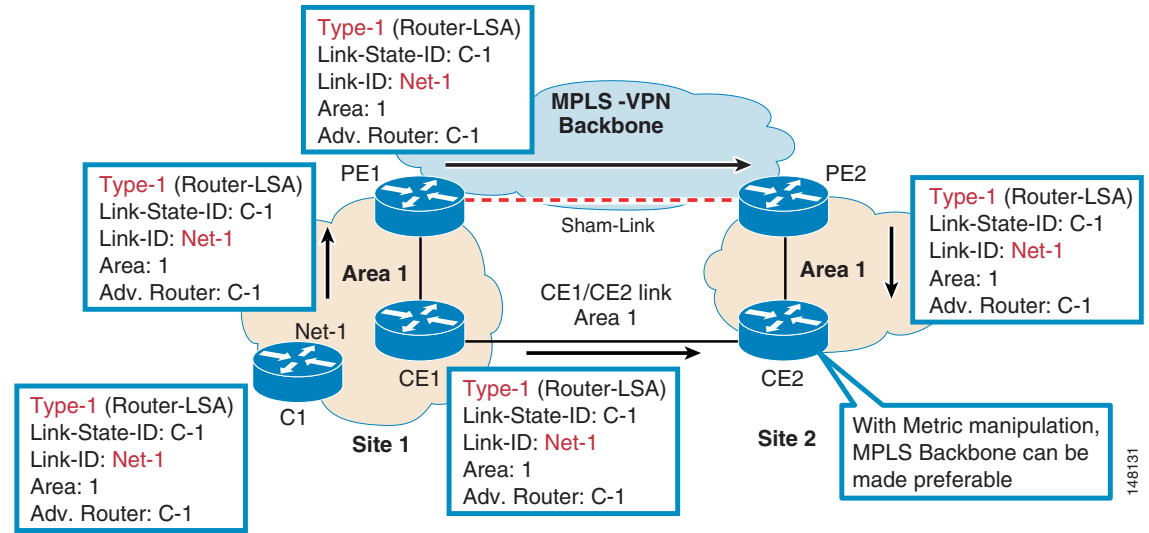 Type-1 (Router-LSA)
Link-State-ID: C-1
Link-ID: Net-1
Area: 1
Adv. Router: C-1
MPLS -VPN
Backbone
PE1
PE2
Type-1 (Router-LSA)
Link-State-ID: C-1
Link-ID: Net-1
Area: 1
Adv. Router: C-1
Type-1 (Router-LSA)
Link-State-ID: C-1
Link-ID: Net-1
Area: 1
Adv. Router: C-1
Sham-Link
Area 1
Area 1
CE1/CE2 link
Area 1
Net-1
C1
CE1
CE2
Site 1
Site 2
Type-1 (Router-LSA)
Link-State-ID: C-1
Link-ID: Net-1
Area: 1
Adv. Router: C-1
Type-1 (Router-LSA)
Link-State-ID: C-1
Link-ID: Net-1
Area: 1
Adv. Router: C-1
With Metric manipulation,
MPLS Backbone can be
made preferable
148131